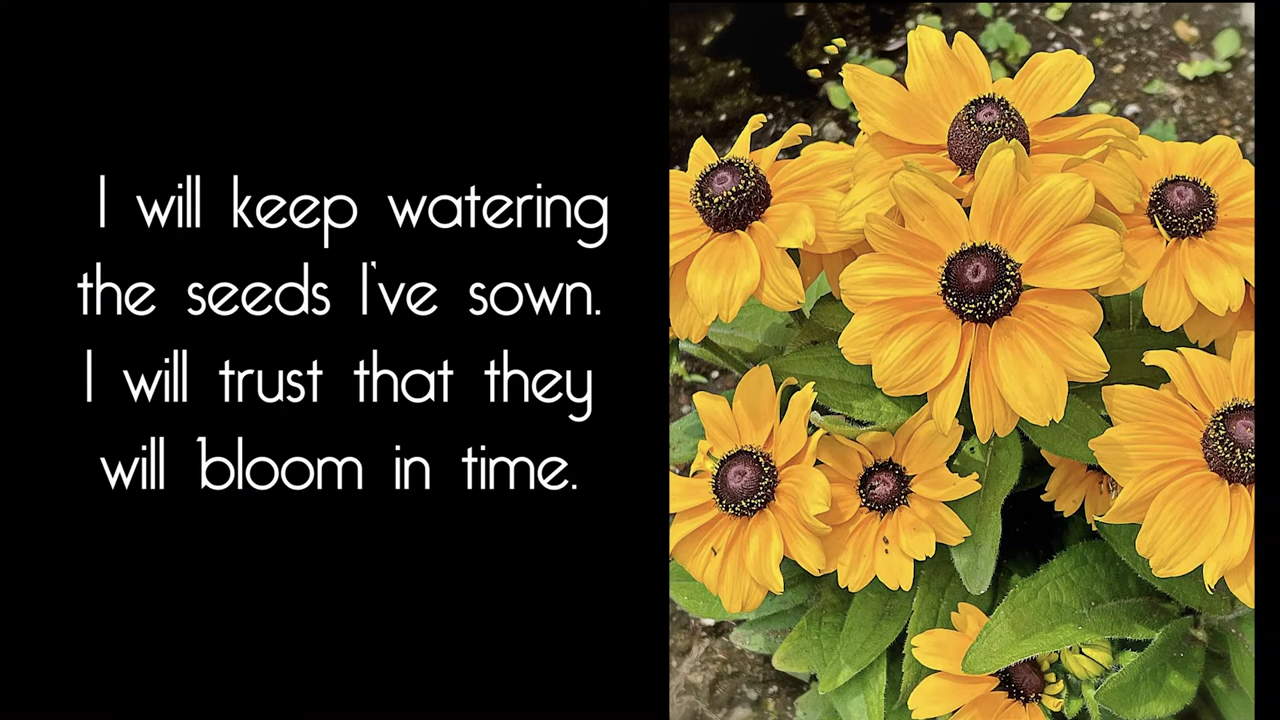 I will keep watering
the seeds I've sown.
I will trust that they
will bloom in time.